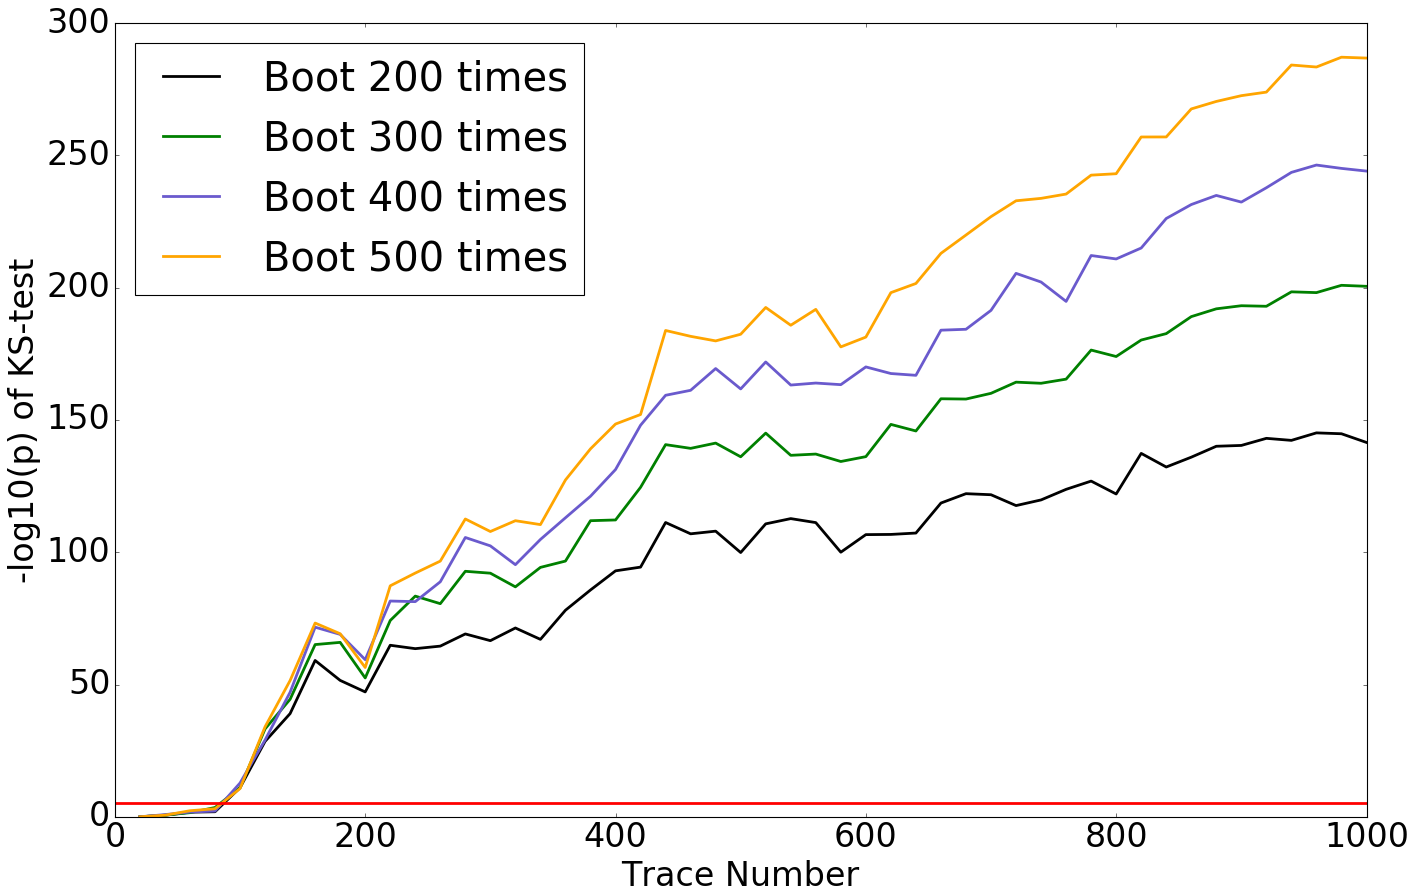 300
250
200
150
100
50
0
-log10(p) of KS-test
Boot 200 times
Boot 300 times
Boot 400 times
Boot 500 times
0 200 400 600 800 1000
Trace Number